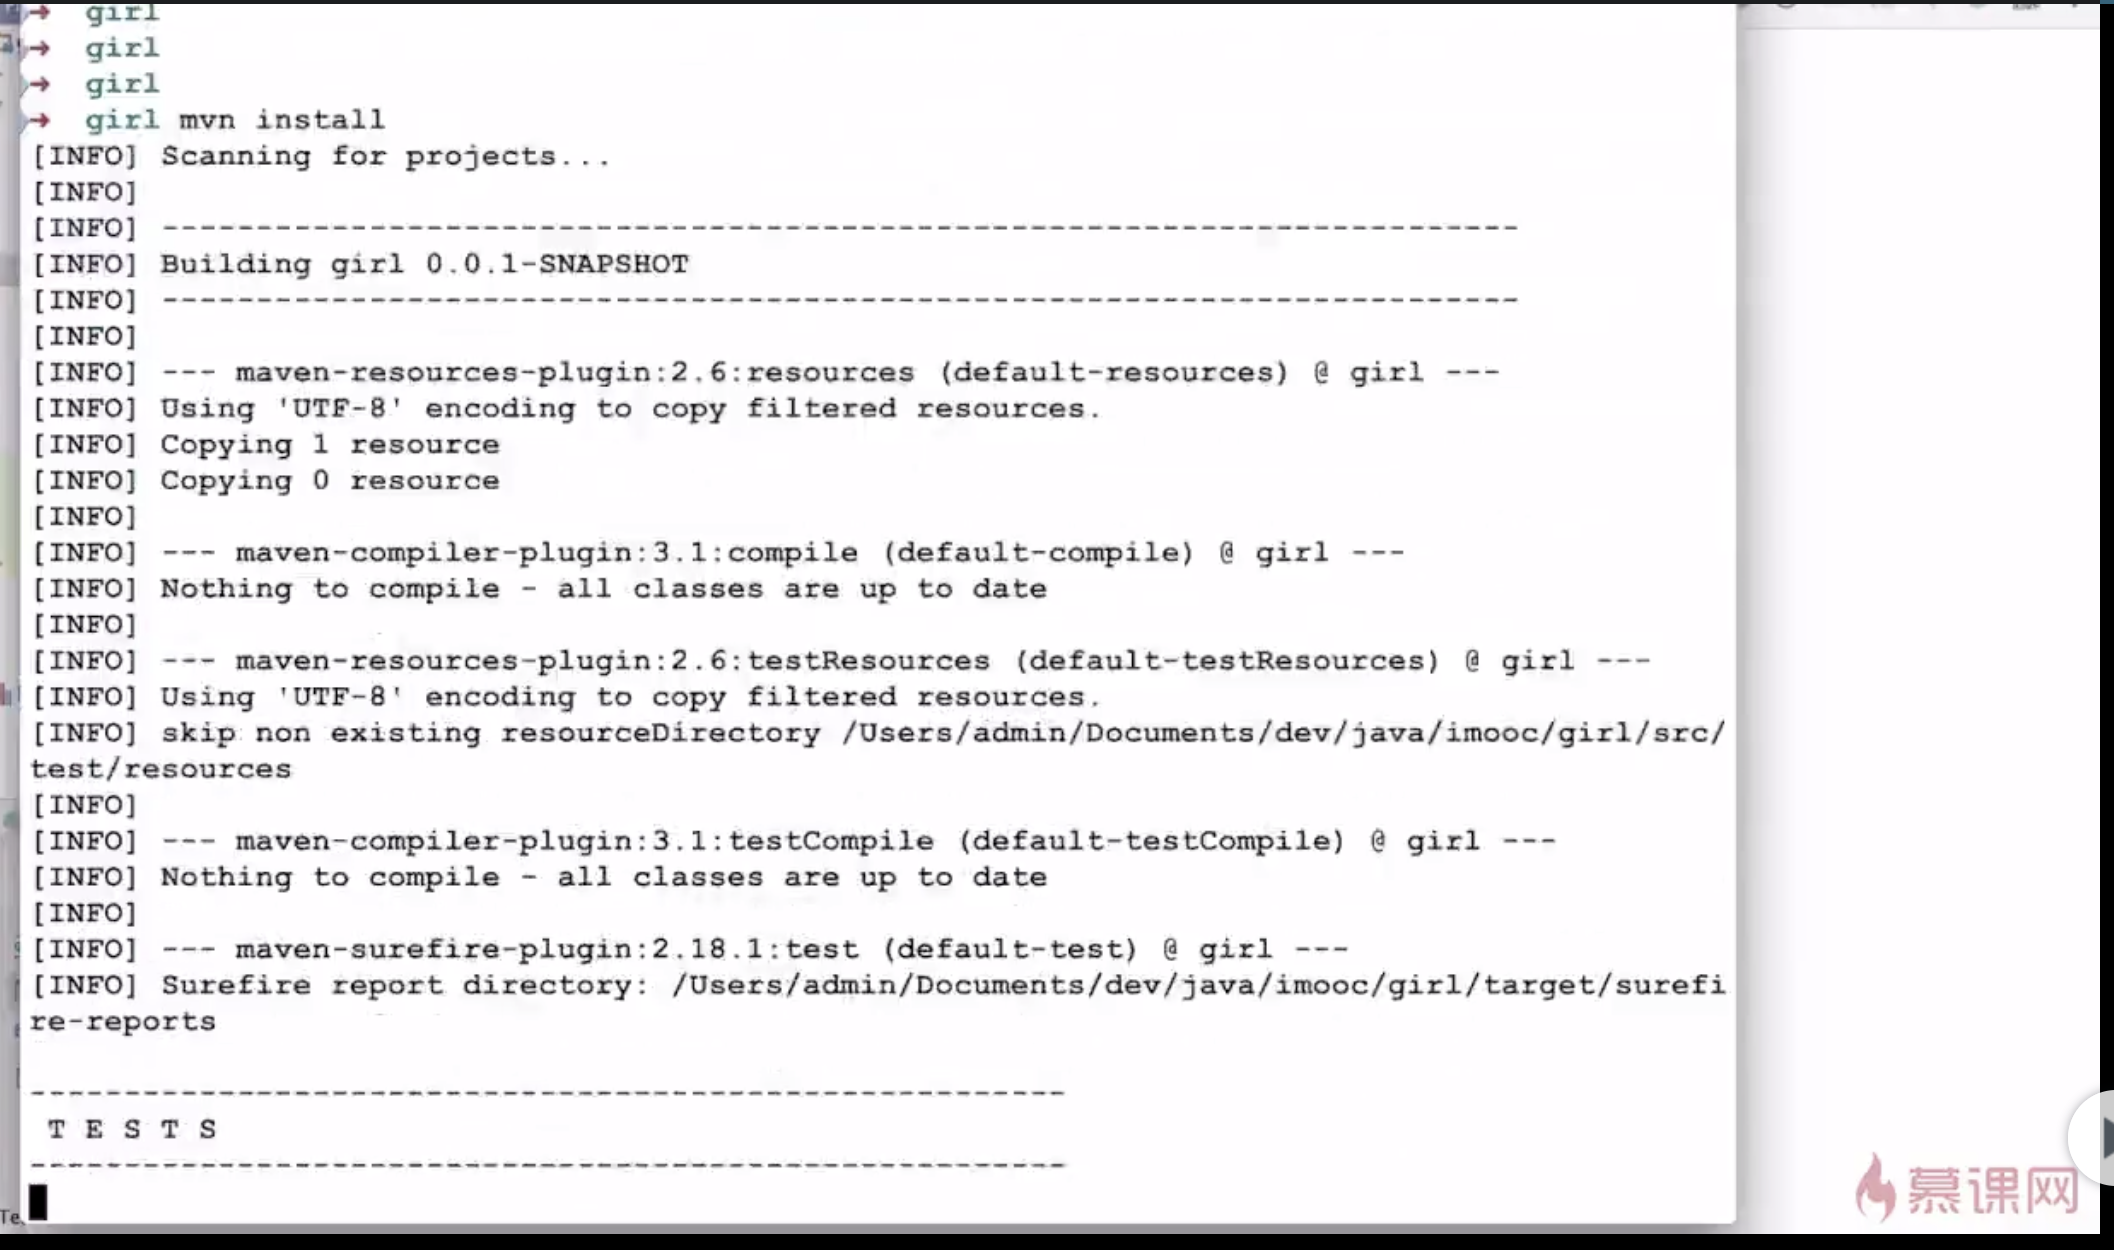 → girl
→ girl
→ girl
→ girl mvn install
[INFO] Scanning for projects...
[INFO]
[INFO] ------------------------------------------------------------------------
[INFO] Building girl 0.0.1-SNAPSHOT
[INFO] ------------------------------------------------------------------------
[INFO]
[INFO] --- maven-resources-plugin:2.6:resources (default-resources) @ girl ---
[INFO] Using 'UTF-8' encoding to copy filtered resources.
[INFO] Copying 1 resource
[INFO] Copying 0 resource
[INFO]
[INFO] --- maven-compiler-plugin:3.1:compile (default-compile) @ girl ---
[INFO] Nothing to compile - all classes are up to date
[INFO]
[INFO] --- maven-resources-plugin:2.6:testResources (default-testResources) @ girl ---
[INFO] Using 'UTF-8' encoding to copy filtered resources.
[INFO] skip non existing resourceDirectory /Users/admin/Documents/dev/java/imooc/girl/src/
test/resources
[INFO]
[INFO] --- maven-compiler-plugin:3.1:testCompile (default-testCompile) @ girl ---
[INFO] Nothing to compile - all classes are up to date
[INFO]
[INFO] --- maven-surefire-plugin:2.18.1:test (default-test) @ girl ---
[INFO] Surefire report directory: /Users/admin/Documents/dev/java/imooc/girl/target/surefi
re-reports
-------------------------------------------------------
T E S T S
-------------------------------------------------------
慕课网